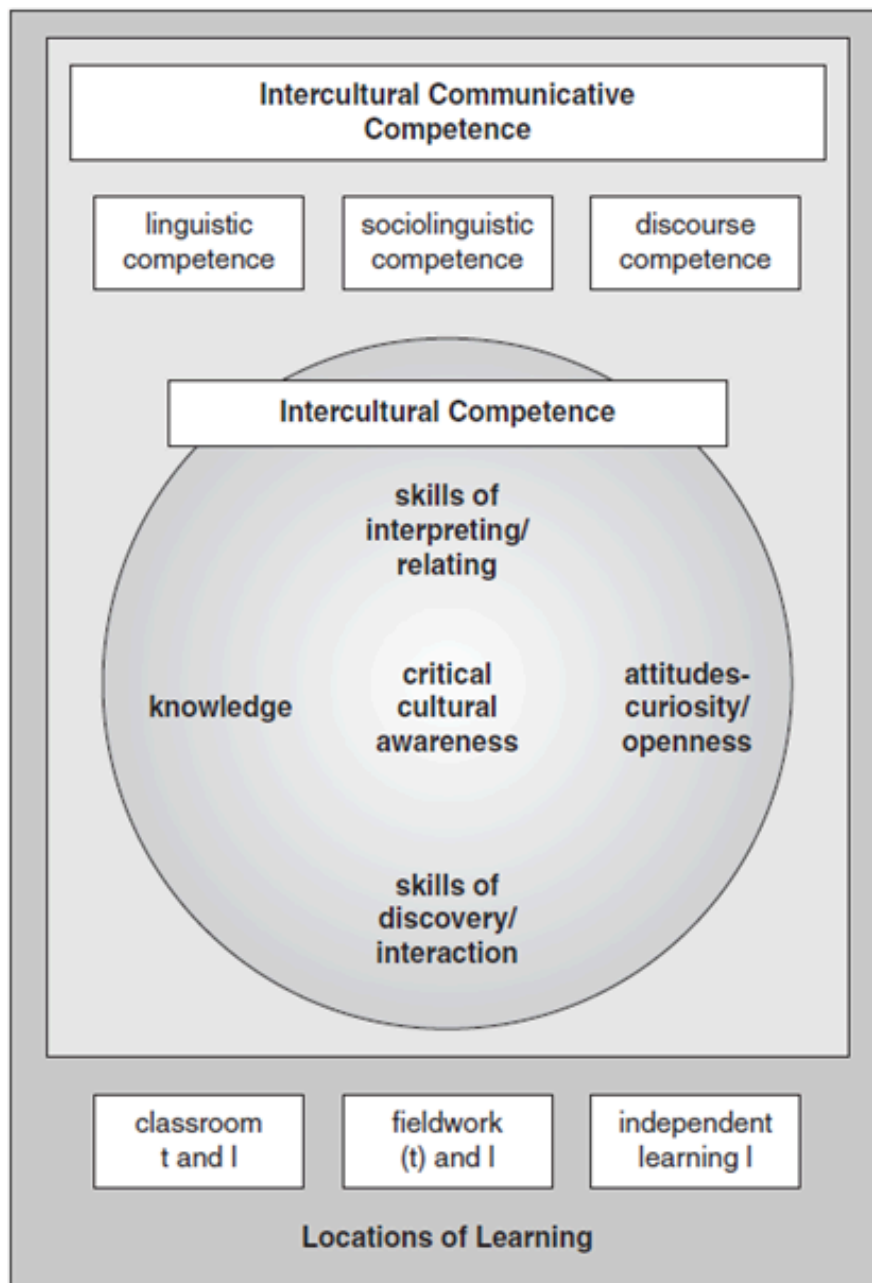 Intercultural Communicative
Competence
linguistic
competence
sociolinguistic
competence
discourse
competence
Intercultural Competence
skills of
interpreting/
relating
knowledge
critical
cultural
awareness
attitudes-
curiosity/
openness
skills of
discovery/
interaction
classroom
t and l
fieldwork
(t) and l
independent
learning l
Locations of Learning